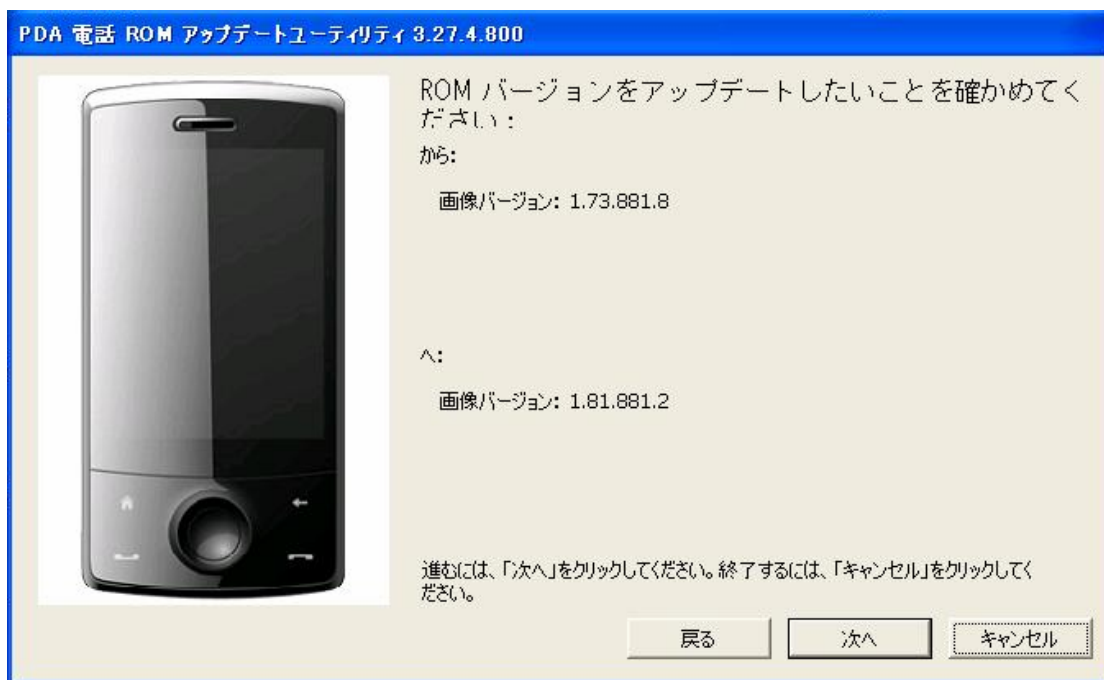 PDA 電話 ROM アップデートユーティリティ 3.27.4.800
ROM バージョンをアップデートしたいことを確かめてく
ださい：
から:
画像バージョン: 1.73.881.8
へ:
画像バージョン: 1.81.881.2
進むには、「次へ」をクリックしてください。終了するには、「キャンセル」をクリックしてく
ださい。
戻る
次へ
キャンセル